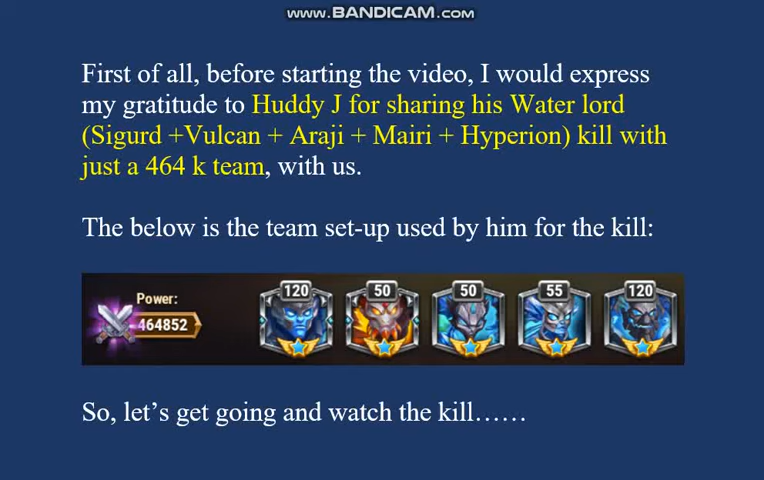 www.BANDICAM.com
First of all, before starting the video, I would express
my gratitude to Huddy J for sharing his Water lord
(Sigurd +Vulcan + Araji + Mairi + Hyperion) kill with
just a 464 k team, with us.
The below is the team set-up used by him for the kill:
120 50 50 55 120
Power:
464852
So, let’s get going and watch the kill……